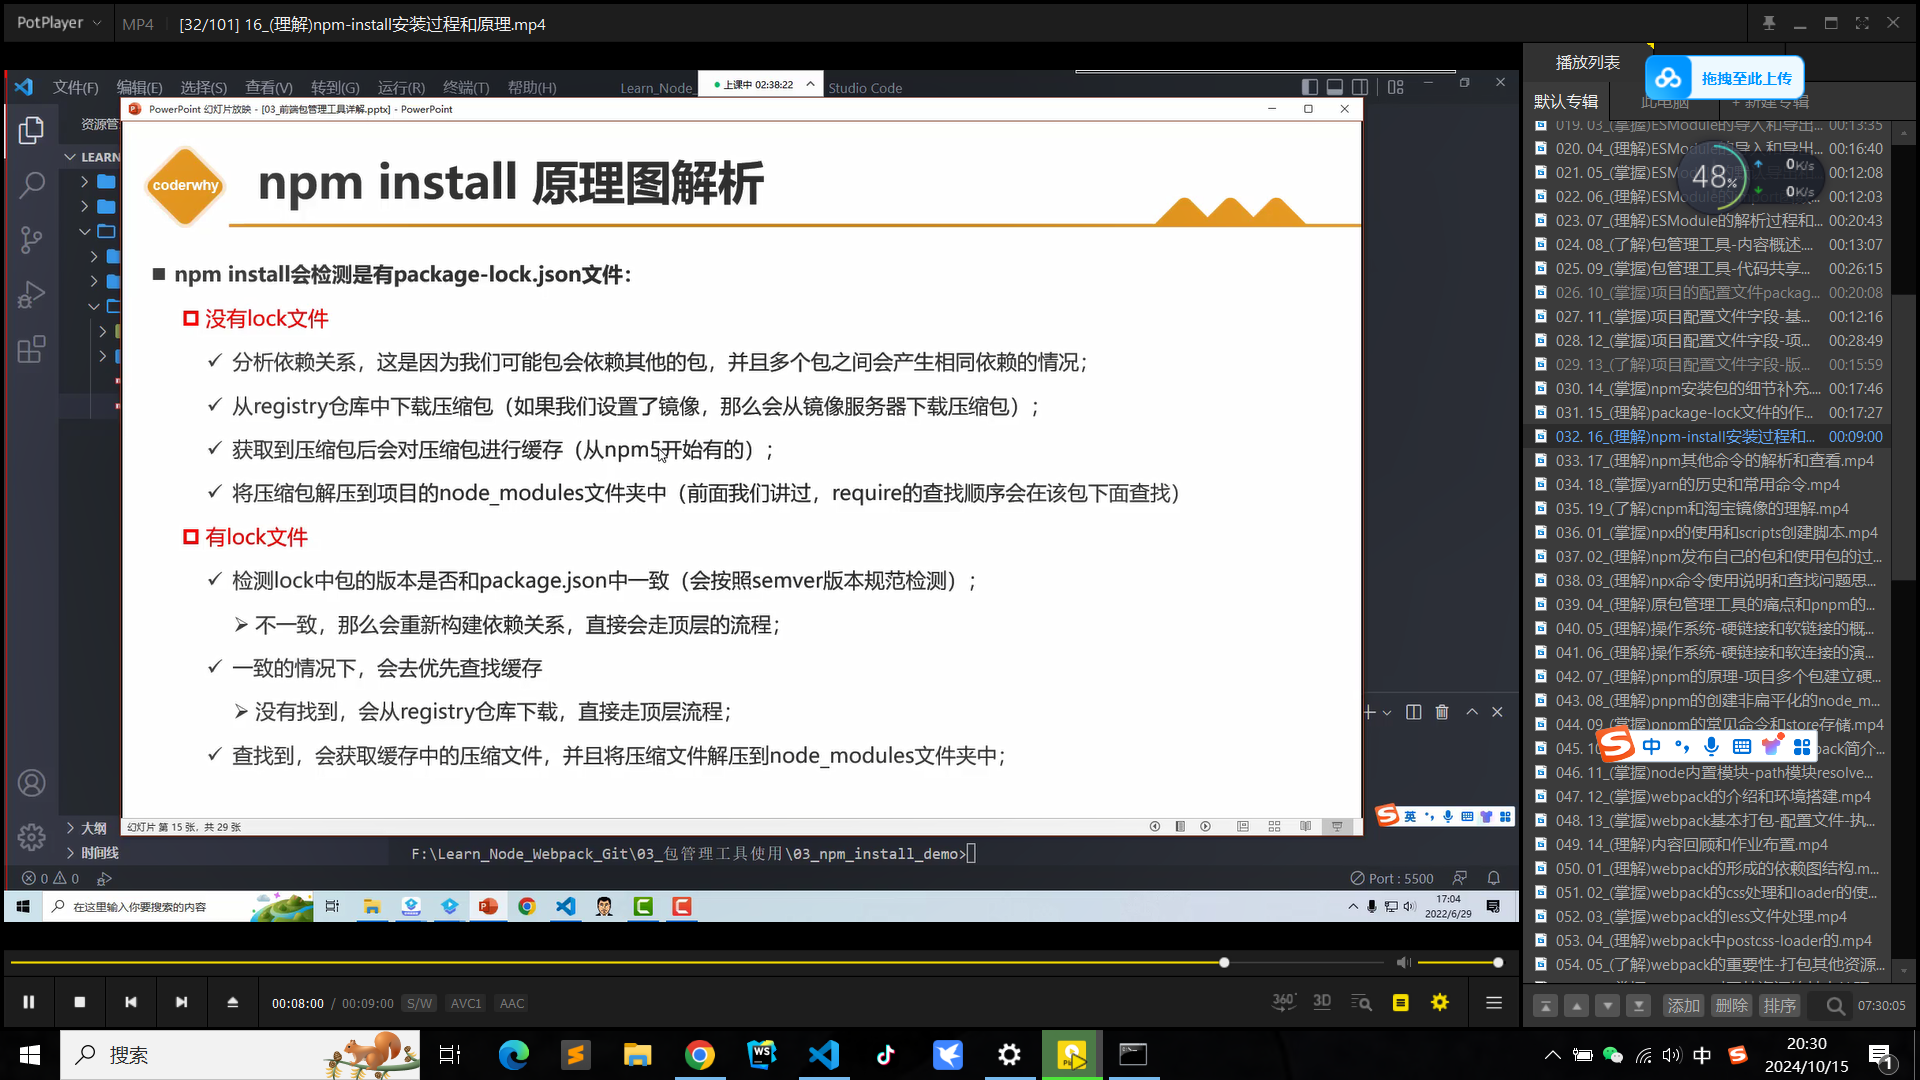 PotPlayer
MP4
[32/101] 16_(理解)npm-install安装过程和原理.mp4
文件(F)
编辑(E)
选择(S)
查看(V)
转到(G)
运行(R)
终端(T)
帮助(H)
Learn_Node_
上课中 02:38:22
Studio Code
资源管
LEARN
PowerPoint 幻灯片放映 - [03_前端包管理工具详解.pptx] - PowerPoint
coderwhy
npm install 原理图解析
npm install会检测是有package-lock.json文件：
没有lock文件
分析依赖关系，这是因为我们可能包会依赖其他的包，并且多个包之间会产生相同依赖的情况；
从registry仓库中下载压缩包（如果我们设置了镜像，那么会从镜像服务器下载压缩包）；
获取到压缩包后会对压缩包进行缓存（从npm5开始有的）；
将压缩包解压到项目的node_modules文件夹中（前面我们讲过，require的查找顺序会在该包下面查找）
有lock文件
检测lock中包的版本是否和package.json中一致（会按照semver版本规范检测）；
不一致，那么会重新构建依赖关系，直接会走顶层的流程；
一致的情况下，会去优先查找缓存
没有找到，会从registry仓库下载，直接走顶层流程；
查找到，会获取缓存中的压缩文件，并且将压缩文件解压到node_modules文件夹中；
幻灯片 第 15 张，共 29 张
大纲
时间线
F:\Learn_Node_Webpack_Git\03_包管理工具使用\03_npm_install_demo>
0
0
Port : 5500
英
在这里输入你要搜索的内容
17:04
2022/6/29
00:08:00 / 00:09:00
S/W
AVC1
AAC
360°
3D
播放列表
拖拽至此上传
默认专辑
此电脑
+ 新建专辑
48%
0K/s
0K/s
019. 03_(掌握)ESModule的导入和导出... 00:13:35
020. 04_(理解)ESModule的导入和导出... 00:16:40
021. 05_(掌握)ESModule的 00:12:08
022. 06_(理解)ESModule的 00:12:03
023. 07_(理解)ESModule的解析过程和... 00:20:43
024. 08_(了解)包管理工具-内容概述.... 00:13:07
025. 09_(掌握)包管理工具-代码共享... 00:26:15
026. 10_(掌握)项目的配置文件packag... 00:20:08
027. 11_(掌握)项目配置文件字段-基... 00:12:16
028. 12_(掌握)项目配置文件字段-项... 00:28:49
029. 13_(了解)项目配置文件字段-版... 00:15:59
030. 14_(掌握)npm安装包的细节补充.... 00:17:46
031. 15_(理解)package-lock文件的作... 00:17:27
032. 16_(理解)npm-install安装过程和... 00:09:00
033. 17_(理解)npm其他命令的解析和查看.mp4
034. 18_(掌握)yarn的历史和常用命令.mp4
035. 19_(了解)cnpm和淘宝镜像的理解.mp4
036. 01_(掌握)npx的使用和scripts创建脚本.mp4
037. 02_(理解)npm发布自己的包和使用包的过...
038. 03_(理解)npx命令使用说明和查找问题思...
039. 04_(理解)原包管理工具的痛点和pnpm的...
040. 05_(理解)操作系统-硬链接和软链接的概...
041. 06_(理解)操作系统-硬链接和软连接的演...
042. 07_(理解)pnpm的原理-项目多个包建立硬...
043. 08_(理解)pnpm的创建非扁平化的node_m...
044. 09_(掌握)pnpm的常见命令和store存储.mp4
045. 10 pack简介...
中
046. 11_(掌握)node内置模块-path模块resolve...
047. 12_(掌握)webpack的介绍和环境搭建.mp4
048. 13_(掌握)webpack基本打包-配置文件-执...
049. 14_(理解)内容回顾和作业布置.mp4
050. 01_(理解)webpack的形成的依赖图结构.m...
051. 02_(掌握)webpack的css处理和loader的使...
052. 03_(掌握)webpack的less文件处理.mp4
053. 04_(理解)webpack中postcss-loader的.mp4
054. 05_(了解)webpack的重要性-打包其他资源...
添加
删除
排序
07:30:05
搜索
中
20:30
2024/10/15
1